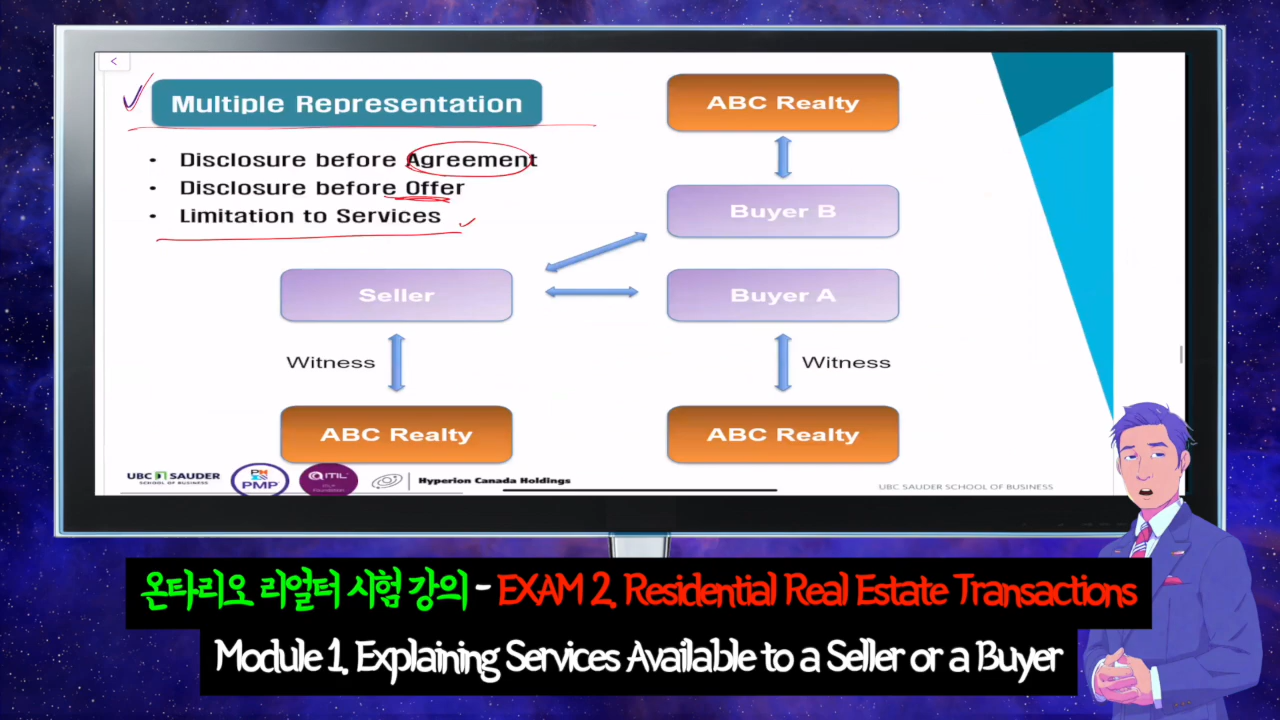 Multiple Representation
• Disclosure before Agreement
• Disclosure before Offer
• Limitation to Services
ABC Realty
Buyer B
Seller
Buyer A
Witness
Witness
ABC Realty
ABC Realty
UBC SAUDER
SCHOOL OF BUSINESS
PMP
ITIL
Hyperion Canada Holdings
UBC SAUDER SCHOOL OF BUSINESS
온타리오 리얼터 시험 강의 - EXAM 2, Residential Real Estate Transactions
Module 1, Explaining Services Available to a Seller or a Buyer